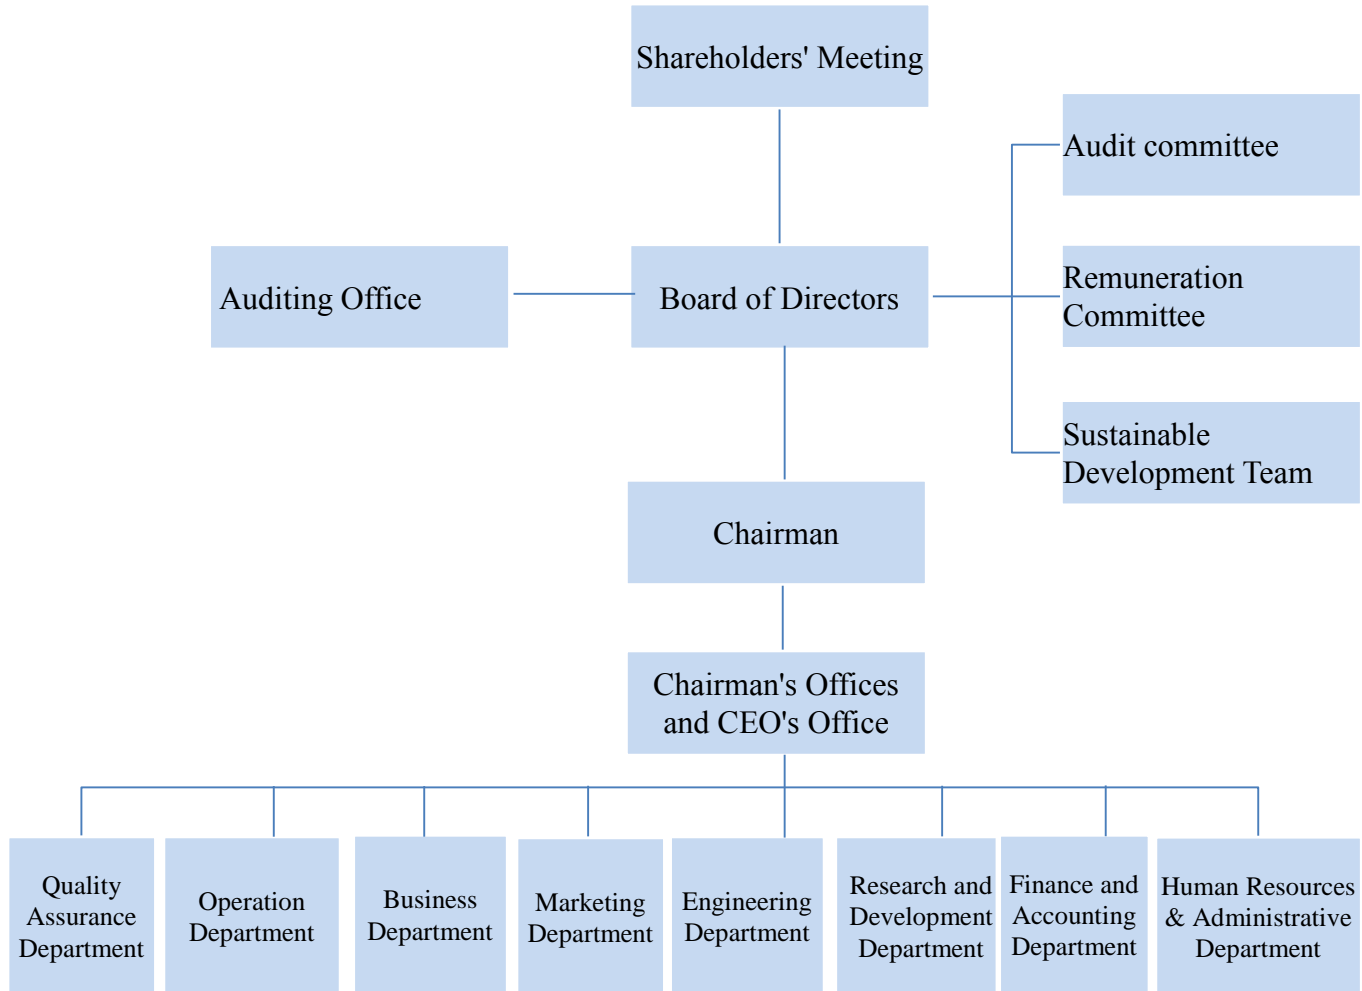 Shareholders' Meeting
Audit committee
Auditing Office
Board of Directors
Remuneration
Committee
Sustainable
Development Team
Chairman
Chairman's Offices
and CEO's Office
Quality
Assurance
Department
Operation
Department
Business
Department
Marketing
Department
Engineering
Department
Research and
Development
Department
Finance and
Accounting
Department
Human Resources
& Administrative
Department